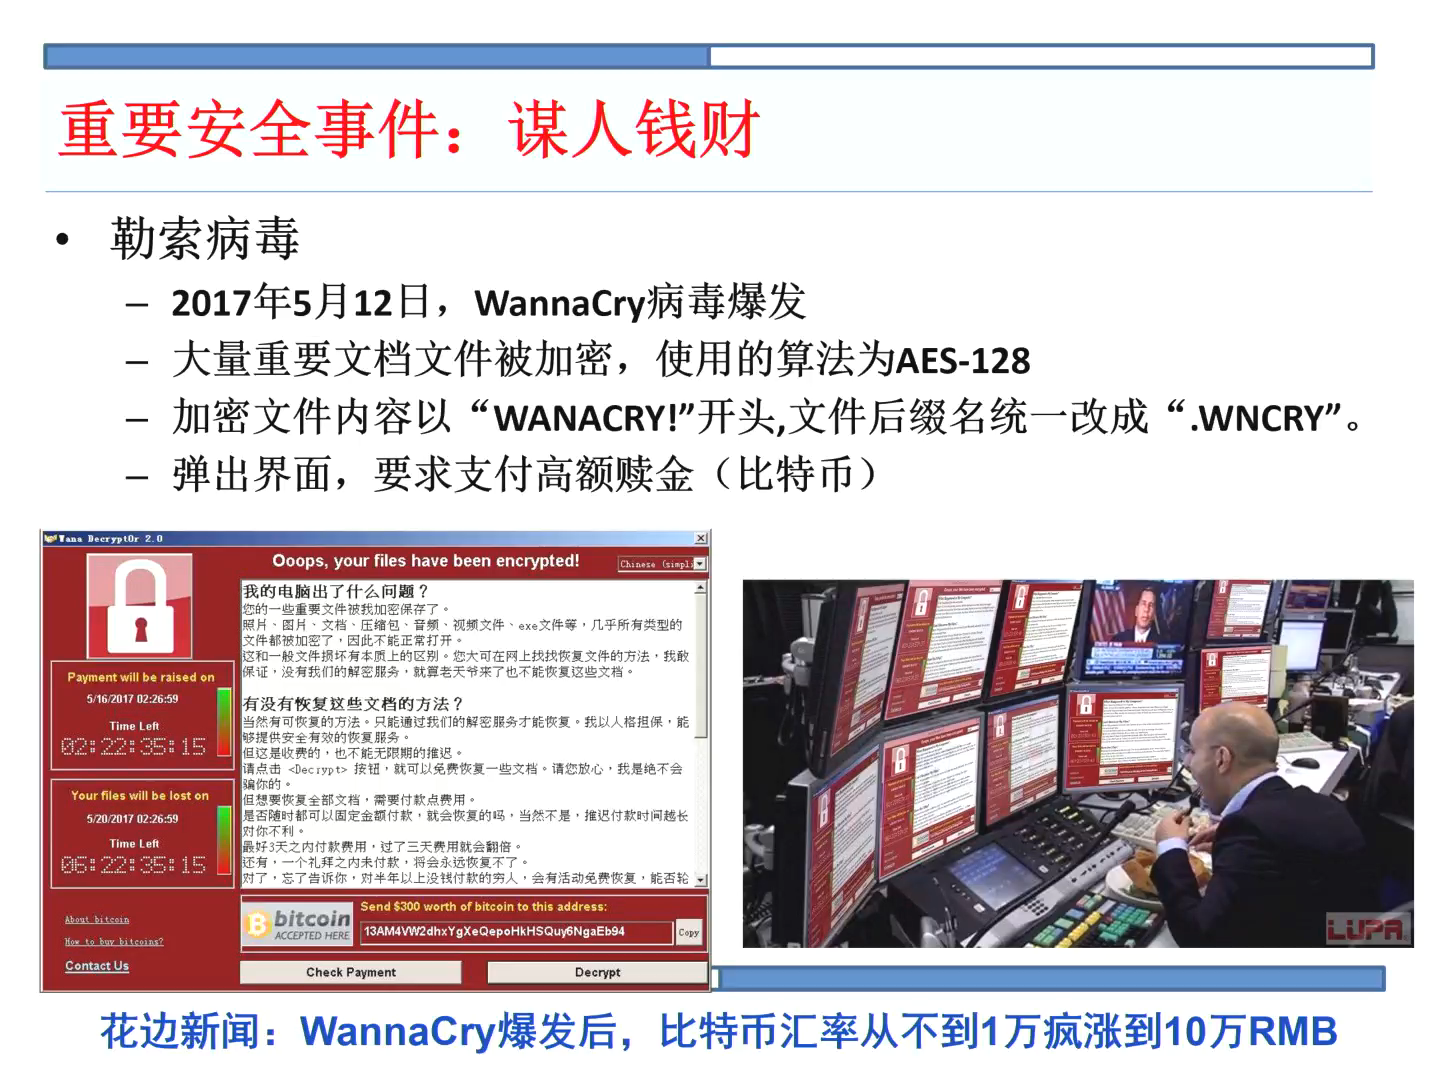 重要安全事件：谋人钱财
• 勒索病毒
– 2017年5月12日，WannaCry病毒爆发
– 大量重要文档文件被加密，使用的算法为AES-128
– 加密文件内容以“WANACRY!”开头,文件后缀名统一改成“.WNCRY”。
– 弹出界面，要求支付高额赎金（比特币）
Wana Decrypt0r 2.0
Ooops, your files have been encrypted!
Chinese (simpl
我的电脑出了什么问题？
您的一些重要文件被我加密保存了。
照片、图片、文档、压缩包、音频、视频文件、exe文件等，几乎所有类型的
文件都被加密了，因此不能正常打开。
这和一般文件损坏有本质上的区别。您大可在网上找找恢复文件的方法，我敢
保证，没有我们的解密服务，就算老天爷来了也不能恢复这些文档。
有没有恢复这些文档的方法？
当然有可恢复的方法。只能通过我们的解密服务才能恢复。我以人格担保，能
够提供安全有效的恢复服务。
但这是收费的，也不能无限期的推迟。
请点击 <Decrypt> 按钮，就可以免费恢复一些文档。请您放心，我是绝不会
骗你的。
但想要恢复全部文档，需要付款点费用。
是否随时都可以固定金额付款，就会恢复的吗，当然不是，推迟付款时间越长
对你不利。
最好3天之内付款费用，过了三天费用就会翻倍。
还有，一个礼拜之内未付款，将会永远恢复不了。
对了，忘了告诉你，对半年以上没钱付款的穷人，会有活动免费恢复，能否轮
Payment will be raised on
5/16/2017 02:26:59
Time Left
02:22:35:15
Your files will be lost on
5/20/2017 02:26:59
Time Left
06:22:35:15
About bitcoin
How to buy bitcoins?
Contact Us
bitcoin
ACCEPTED HERE
Send $300 worth of bitcoin to this address:
13AM4VW2dhxYgXeQepoHkHSQuy6NgaEb94
Copy
Check Payment
Decrypt
LUPA
花边新闻：WannaCry爆发后，比特币汇率从不到1万疯涨到10万RMB